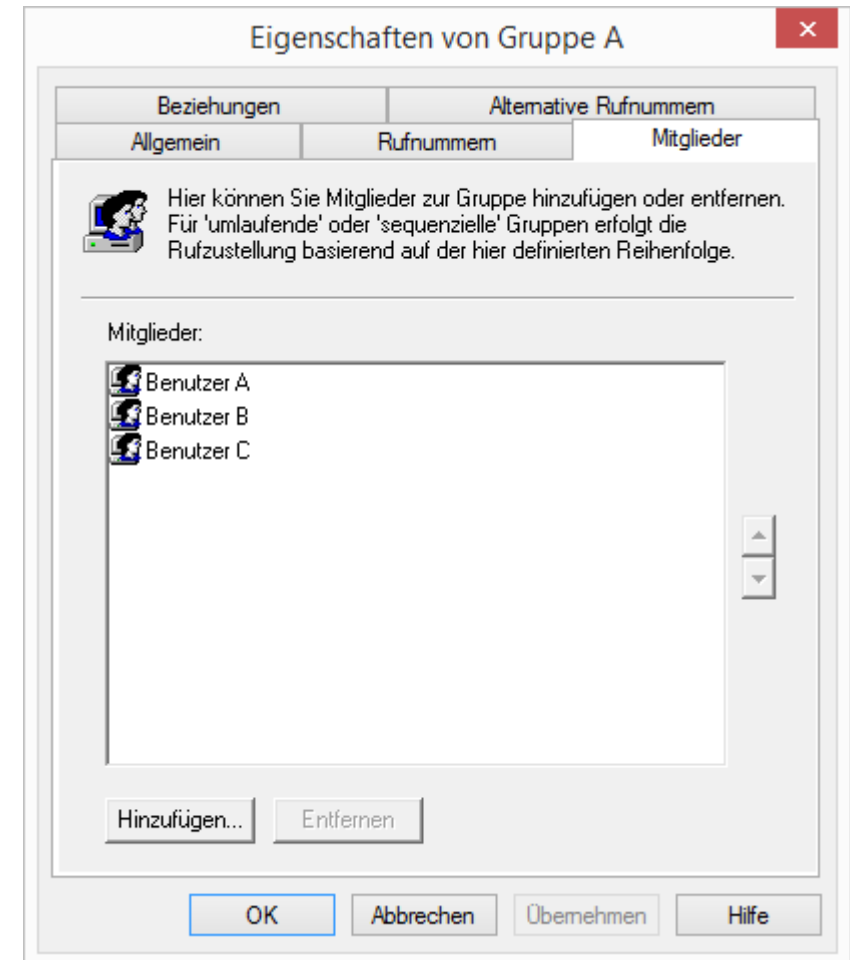 Eigenschaften von Gruppe A
Beziehungen
Alternative Rufnummern
Allgemein
Rufnummern
Mitglieder
Hier können Sie Mitglieder zur Gruppe hinzufügen oder entfernen.
Für 'umlaufende' oder 'sequenzielle' Gruppen erfolgt die
Rufzustellung basierend auf der hier definierten Reihenfolge.
Mitglieder:
Benutzer A
Benutzer B
Benutzer C
Hinzufügen...
Entfernen
OK
Abbrechen
Übernehmen
Hilfe